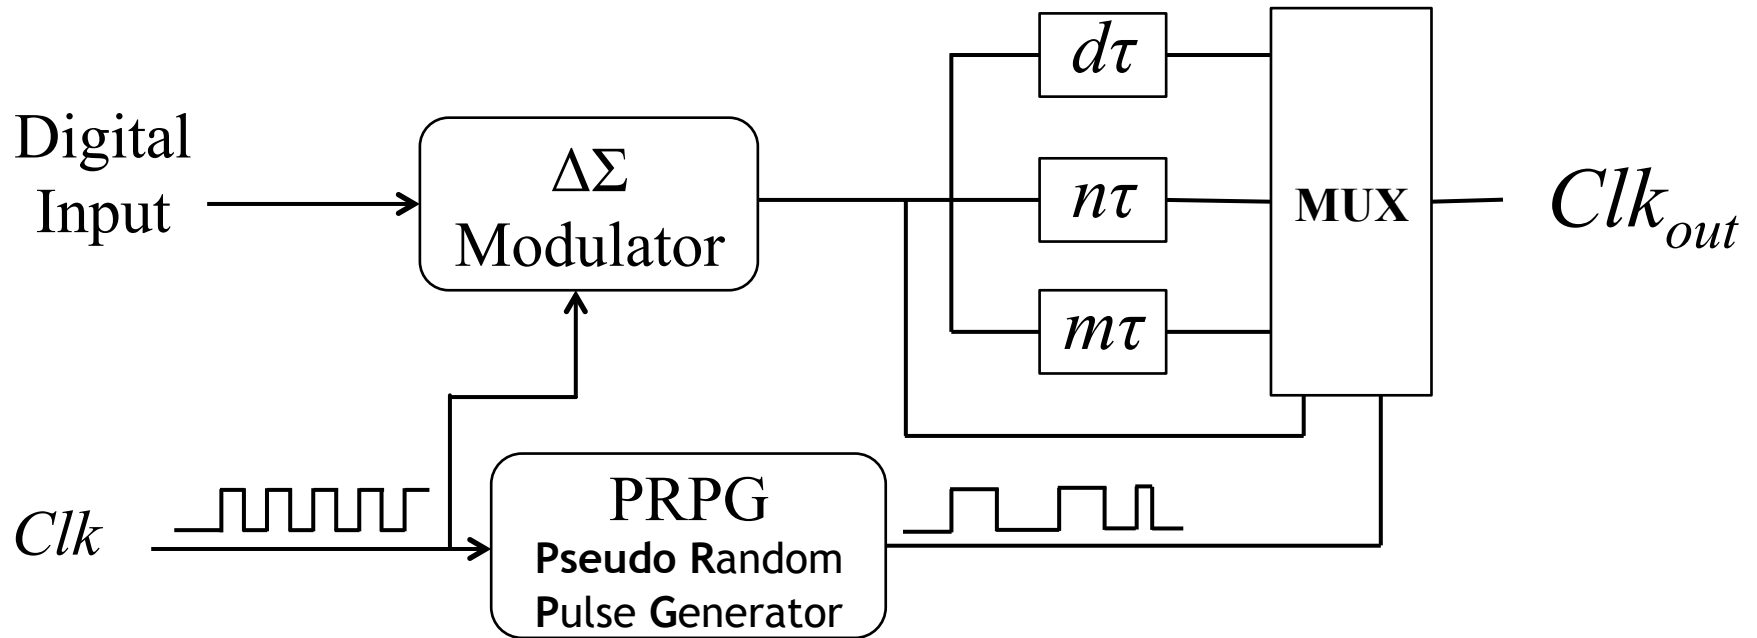 Digital
Input
ΔΣ
Modulator
dτ
nτ
mτ
MUX
Clk_out
Clk
PRPG
Pseudo Random
Pulse Generator